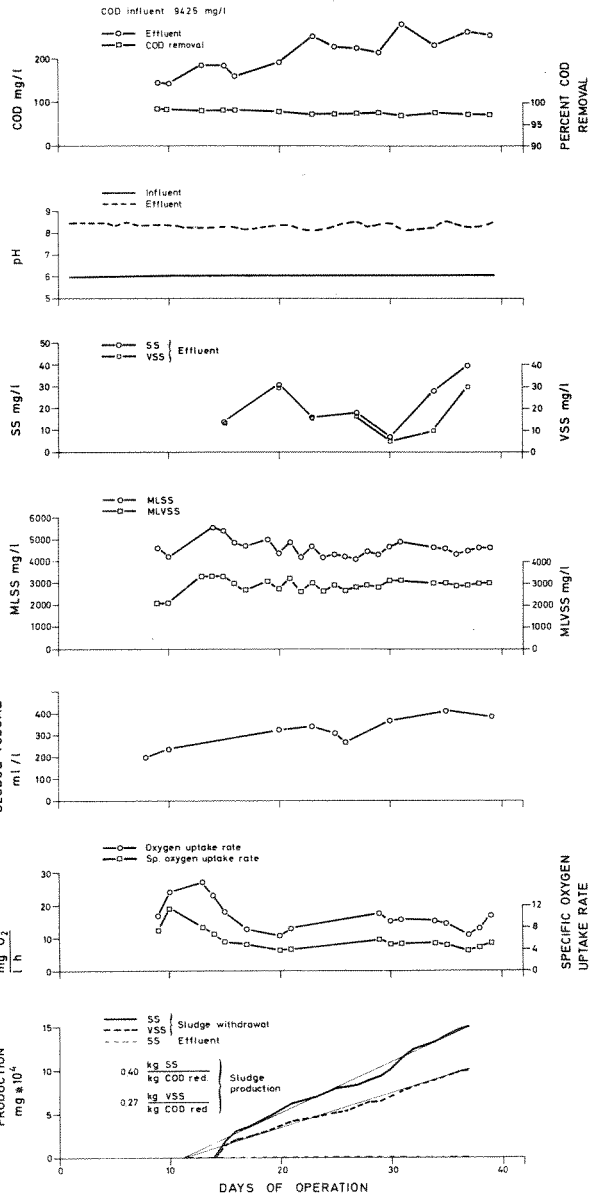 COD influent 9425 mg/l
Effluent
COD removal
COD mg/l
200
100
0
100
95
90
PERCENT COD
REMOVAL
Influent
Effluent
pH
9
8
7
6
5
SS
VSS
Effluent
SS mg/l
50
40
30
20
10
0
40
30
20
10
0
VSS mg/l
MLSS
MLVSS
MLSS mg/l
6000
5000
4000
3000
2000
1000
0
4000
3000
2000
1000
0
MLVSS mg/l
ml/l
400
300
200
100
0
Oxygen uptake rate
Sp. oxygen uptake rate
mg O2
l h
30
20
10
0
12
8
4
0
SPECIFIC OXYGEN
UPTAKE RATE
SS
VSS
Sludge withdrawal
SS Effluent
0.40 kg SS
kg COD red.
0.27 kg VSS
kg COD red
Sludge
production
PRODUCTION
mg*10^4
15
10
5
0
0 10 20 30 40
DAYS OF OPERATION